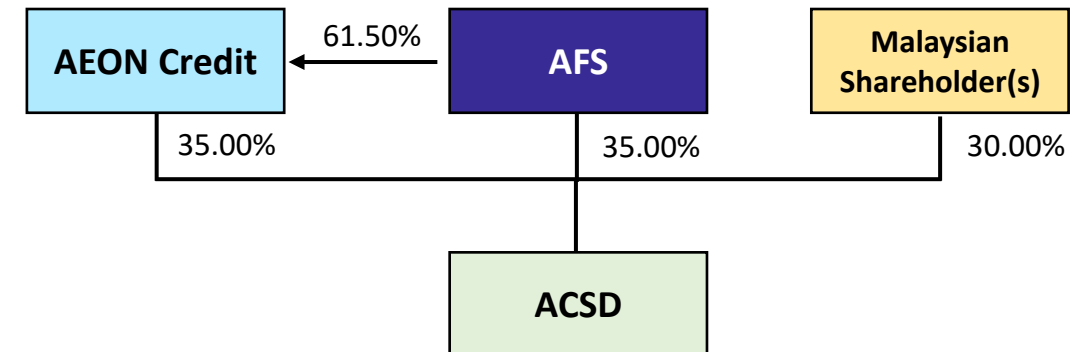 AEON Credit
61.50%
AFS
Malaysian
Shareholder(s)
35.00%
35.00%
30.00%
ACSD